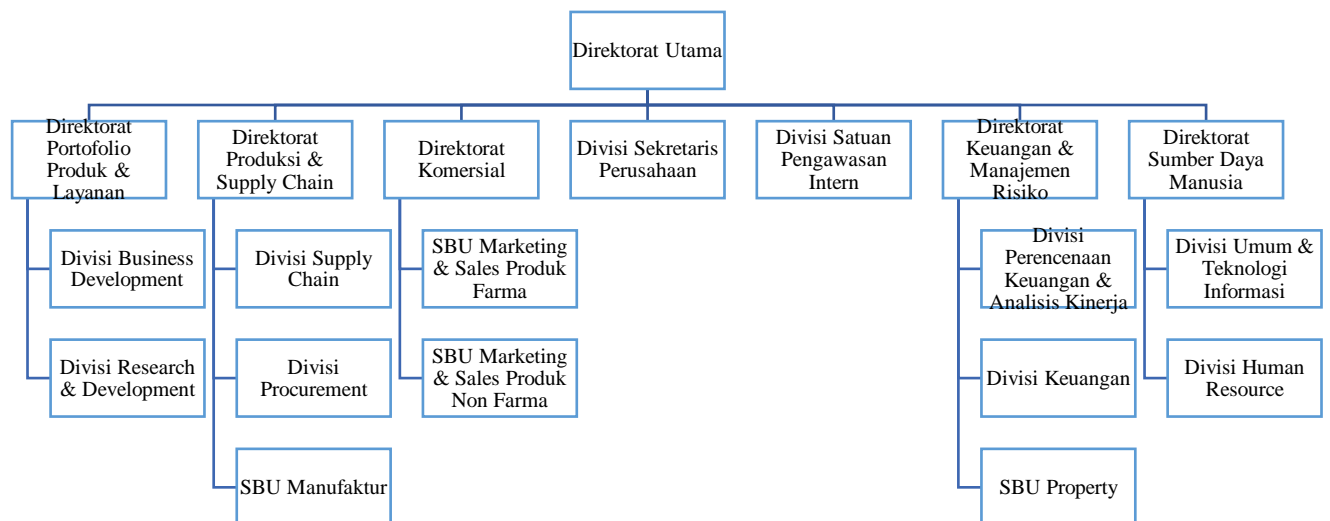 Direktorat Utama
Direktorat
Portofolio
Produk &
Layanan
Direktorat
Produksi &
Supply Chain
Direktorat
Komersial
Divisi Sekretaris
Perusahaan
Divisi Satuan
Pengawasan
Intern
Direktorat
Keuangan &
Manajemen
Risiko
Direktorat
Sumber Daya
Manusia
Divisi Business
Development
Divisi Supply
Chain
SBU Marketing
& Sales Produk
Farma
Divisi
Perencenaan
Keuangan &
Analisis Kinerja
Divisi Umum &
Teknologi
Informasi
Divisi Research
& Development
Divisi
Procurement
SBU Marketing
& Sales Produk
Non Farma
Divisi Keuangan
Divisi Human
Resource
SBU Manufaktur
SBU Property